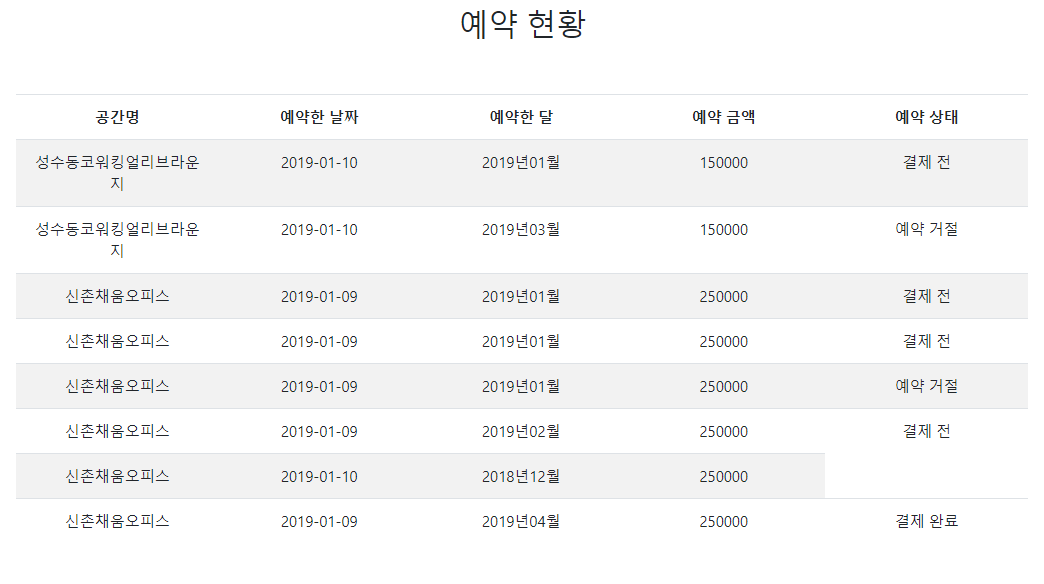 예약 현황
공간명 예약한 날짜 예약한 달 예약 금액 예약 상태
성수동코워킹얼리브라운 2019-01-10 2019년01월 150000 결제 전
지
성수동코워킹얼리브라운 2019-01-10 2019년03월 150000 예약 거절
지
신촌채움오피스 2019-01-09 2019년01월 250000 결제 전
신촌채움오피스 2019-01-09 2019년01월 250000 결제 전
신촌채움오피스 2019-01-09 2019년01월 250000 예약 거절
신촌채움오피스 2019-01-09 2019년02월 250000 결제 전
신촌채움오피스 2019-01-10 2018년12월 250000
신촌채움오피스 2019-01-09 2019년04월 250000 결제 완료